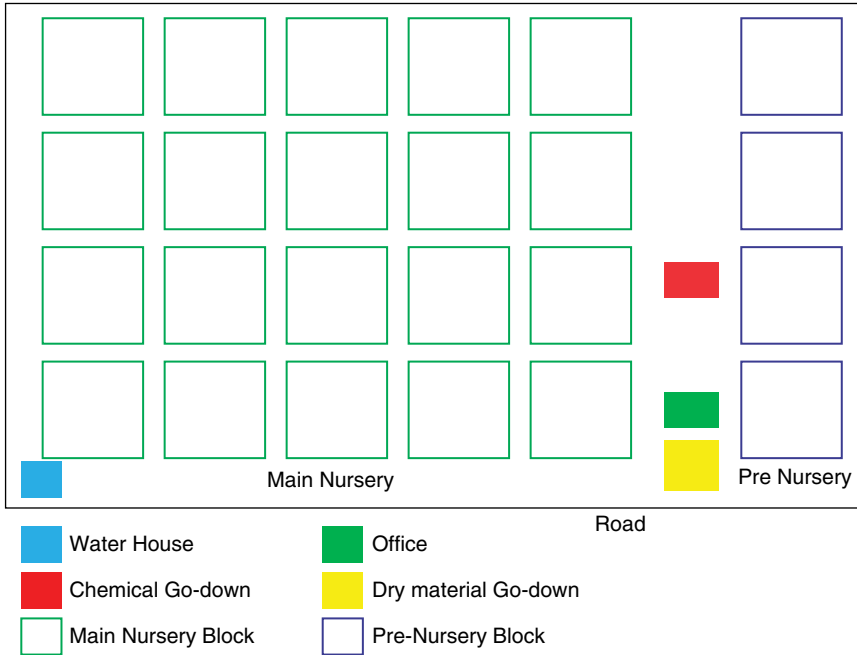 Main Nursery
Pre Nursery
Road
Water House
Office
Chemical Go-down
Dry material Go-down
Main Nursery Block
Pre-Nursery Block